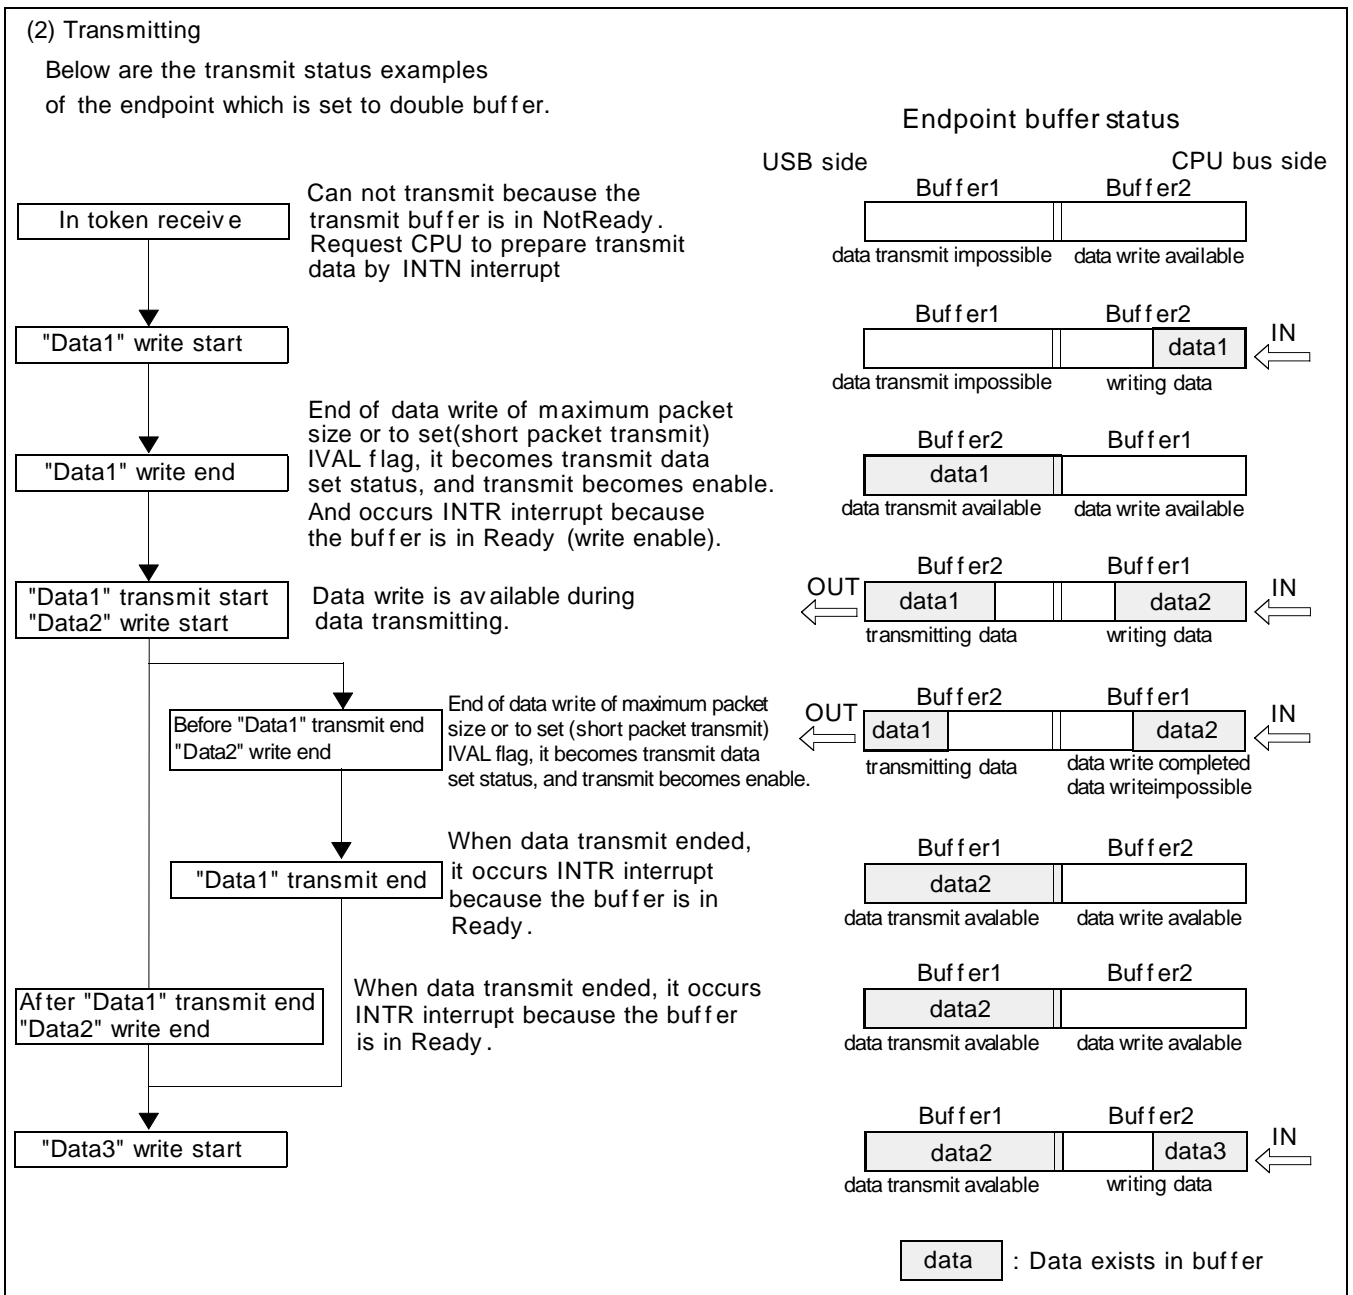 (2) Transmitting
Below are the transmit status examples
of the endpoint which is set to double buffer.
Endpoint buffer status
USB side
CPU bus side
In token receive
Can not transmit because the
transmit buffer is in NotReady.
Request CPU to prepare transmit
data by INTN interrupt
Buffer1
Buffer2
data transmit impossible
data write available
"Data1" write start
Buffer1
Buffer2
data1
IN
data transmit impossible
writing data
"Data1" write end
End of data write of maximum packet
size or to set(short packet transmit)
IVAL flag, it becomes transmit data
set status, and transmit becomes enable.
And occurs INTR interrupt because
the buffer is in Ready (write enable).
Buffer2
Buffer1
data1
data transmit available
data write available
"Data1" transmit start
"Data2" write start
Data write is available during
data transmitting.
Buffer2
Buffer1
OUT
data1
data2
IN
transmitting data
writing data
Before "Data1" transmit end
"Data2" write end
End of data write of maximum packet
size or to set (short packet transmit)
IVAL flag, it becomes transmit data
set status, and transmit becomes enable.
Buffer2
Buffer1
OUT
data1
data2
IN
transmitting data
data write completed
data writeimpossible
"Data1" transmit end
When data transmit ended,
it occurs INTR interrupt
because the buffer is in
Ready.
Buffer1
Buffer2
data2
data transmit avalable
data write avalable
After "Data1" transmit end
"Data2" write end
When data transmit ended, it occurs
INTR interrupt because the buffer
is in Ready.
Buffer1
Buffer2
data2
data transmit avalable
data write avalable
"Data3" write start
Buffer1
Buffer2
data2
data3
IN
data transmit avalable
writing data
data
: Data exists in buffer